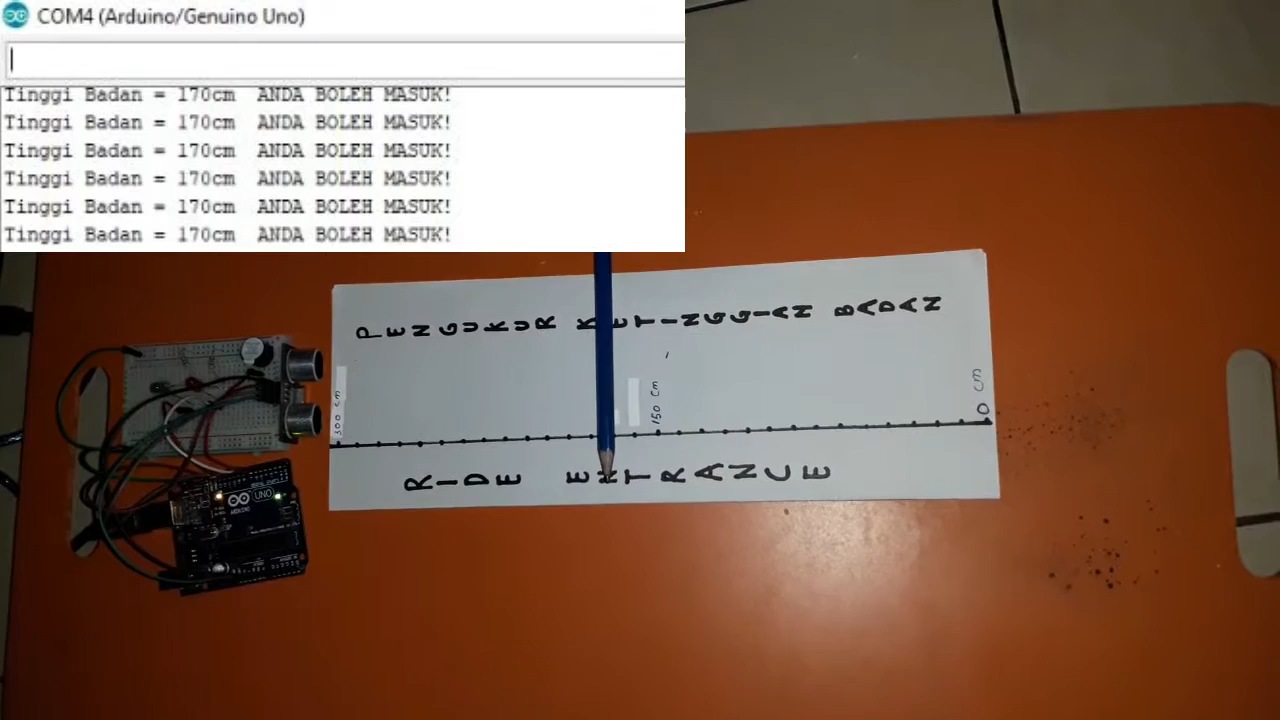 COM4 (Arduino/Genuino Uno)
Tinggi Badan = 170cm ANDA BOLEH MASUK!
Tinggi Badan = 170cm ANDA BOLEH MASUK!
Tinggi Badan = 170cm ANDA BOLEH MASUK!
Tinggi Badan = 170cm ANDA BOLEH MASUK!
Tinggi Badan = 170cm ANDA BOLEH MASUK!
Tinggi Badan = 170cm ANDA BOLEH MASUK!
PENGUKUR KETINGGIAN BADAN
300 cm
150 cm
0 cm
RIDE ENTRANCE
UNO
ARDUINO